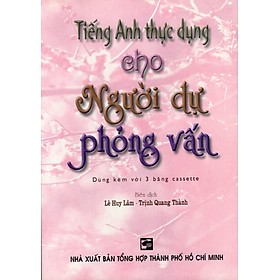 Tiếng Anh thực dụng
cho
Người dự
phỏng vấn
Dùng kèm với 3 băng cassette
Biên dịch
Lê Huy Lâm - Trịnh Quang Thành
NHÀ XUẤT BẢN TỔNG HỢP THÀNH PHỐ HỒ CHÍ MINH